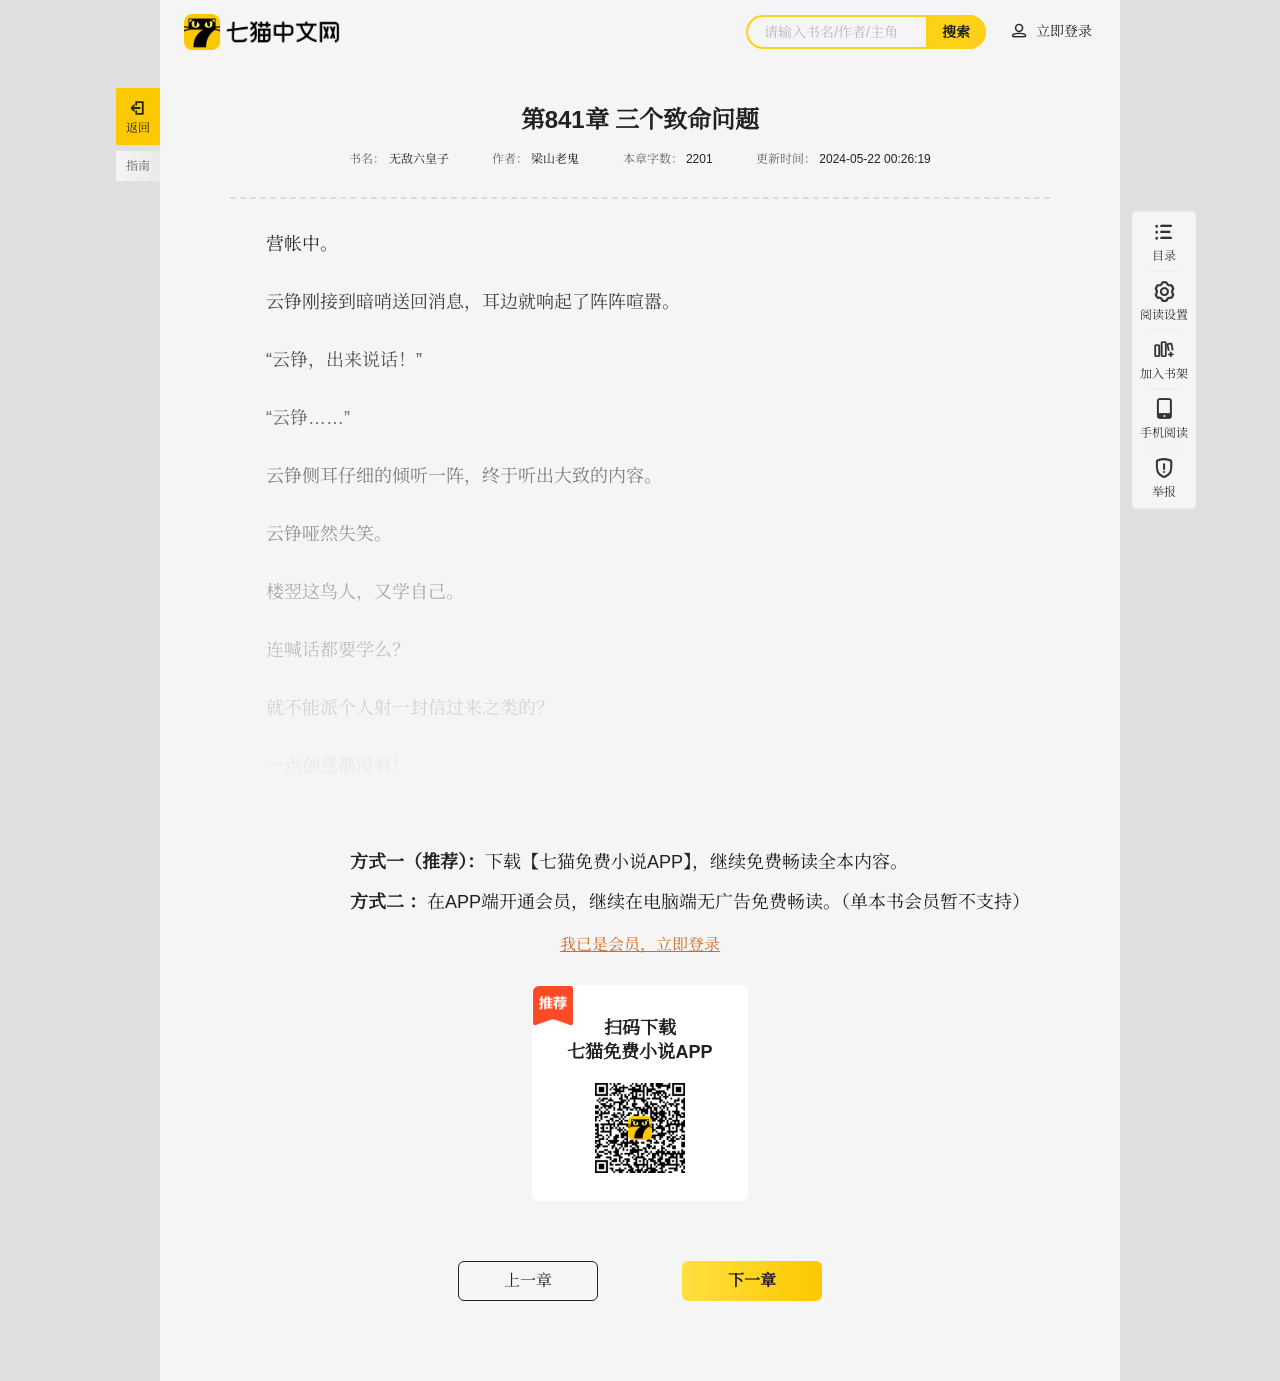 七猫中文网
请输入书名/作者/主角
搜索
立即登录
返回
指南
第841章 三个致命问题
书名： 无敌六皇子 作者： 梁山老鬼 本章字数： 2201 更新时间： 2024-05-22 00:26:19
营帐中。
云铮刚接到暗哨送回消息，耳边就响起了阵阵喧嚣。
“云铮，出来说话！”
“云铮……”
云铮侧耳仔细的倾听一阵，终于听出大致的内容。
云铮哑然失笑。
楼翌这鸟人，又学自己。
连喊话都要学么？
就不能派个人射一封信过来之类的？
一点创意都没有！
目录
阅读设置
加入书架
手机阅读
举报
方式一（推荐）：下载【七猫免费小说APP】，继续免费畅读全本内容。
方式二 ：在APP端开通会员，继续在电脑端无广告免费畅读。（单本书会员暂不支持）
我已是会员，立即登录
推荐
扫码下载
七猫免费小说APP
上一章
下一章